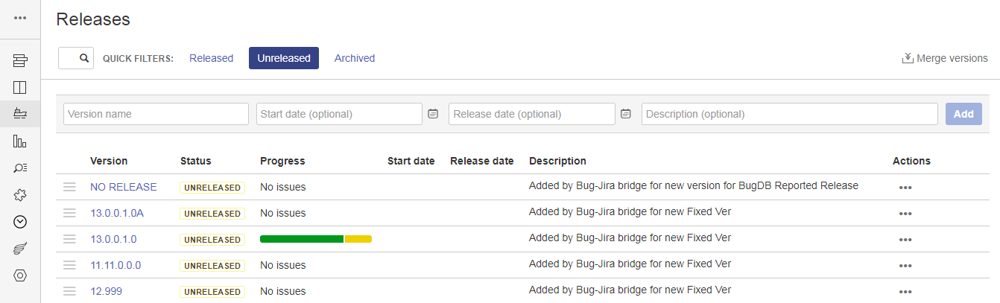 Releases
QUICK FILTERS: Released Unreleased Archived Merge versions
Version name Start date (optional) Release date (optional) Description (optional) Add
Version Status Progress Start date Release date Description Actions
NO RELEASE UNRELEASED No issues Added by Bug-Jira bridge for new version for BugDB Reported Release
13.0.0.1.0A UNRELEASED No issues Added by Bug-Jira bridge for new Fixed Ver
13.0.0.1.0 UNRELEASED Added by Bug-Jira bridge for new Fixed Ver
11.11.0.0.0 UNRELEASED No issues Added by Bug-Jira bridge for new Fixed Ver
12.999 UNRELEASED No issues Added by Bug-Jira bridge for new Fixed Ver